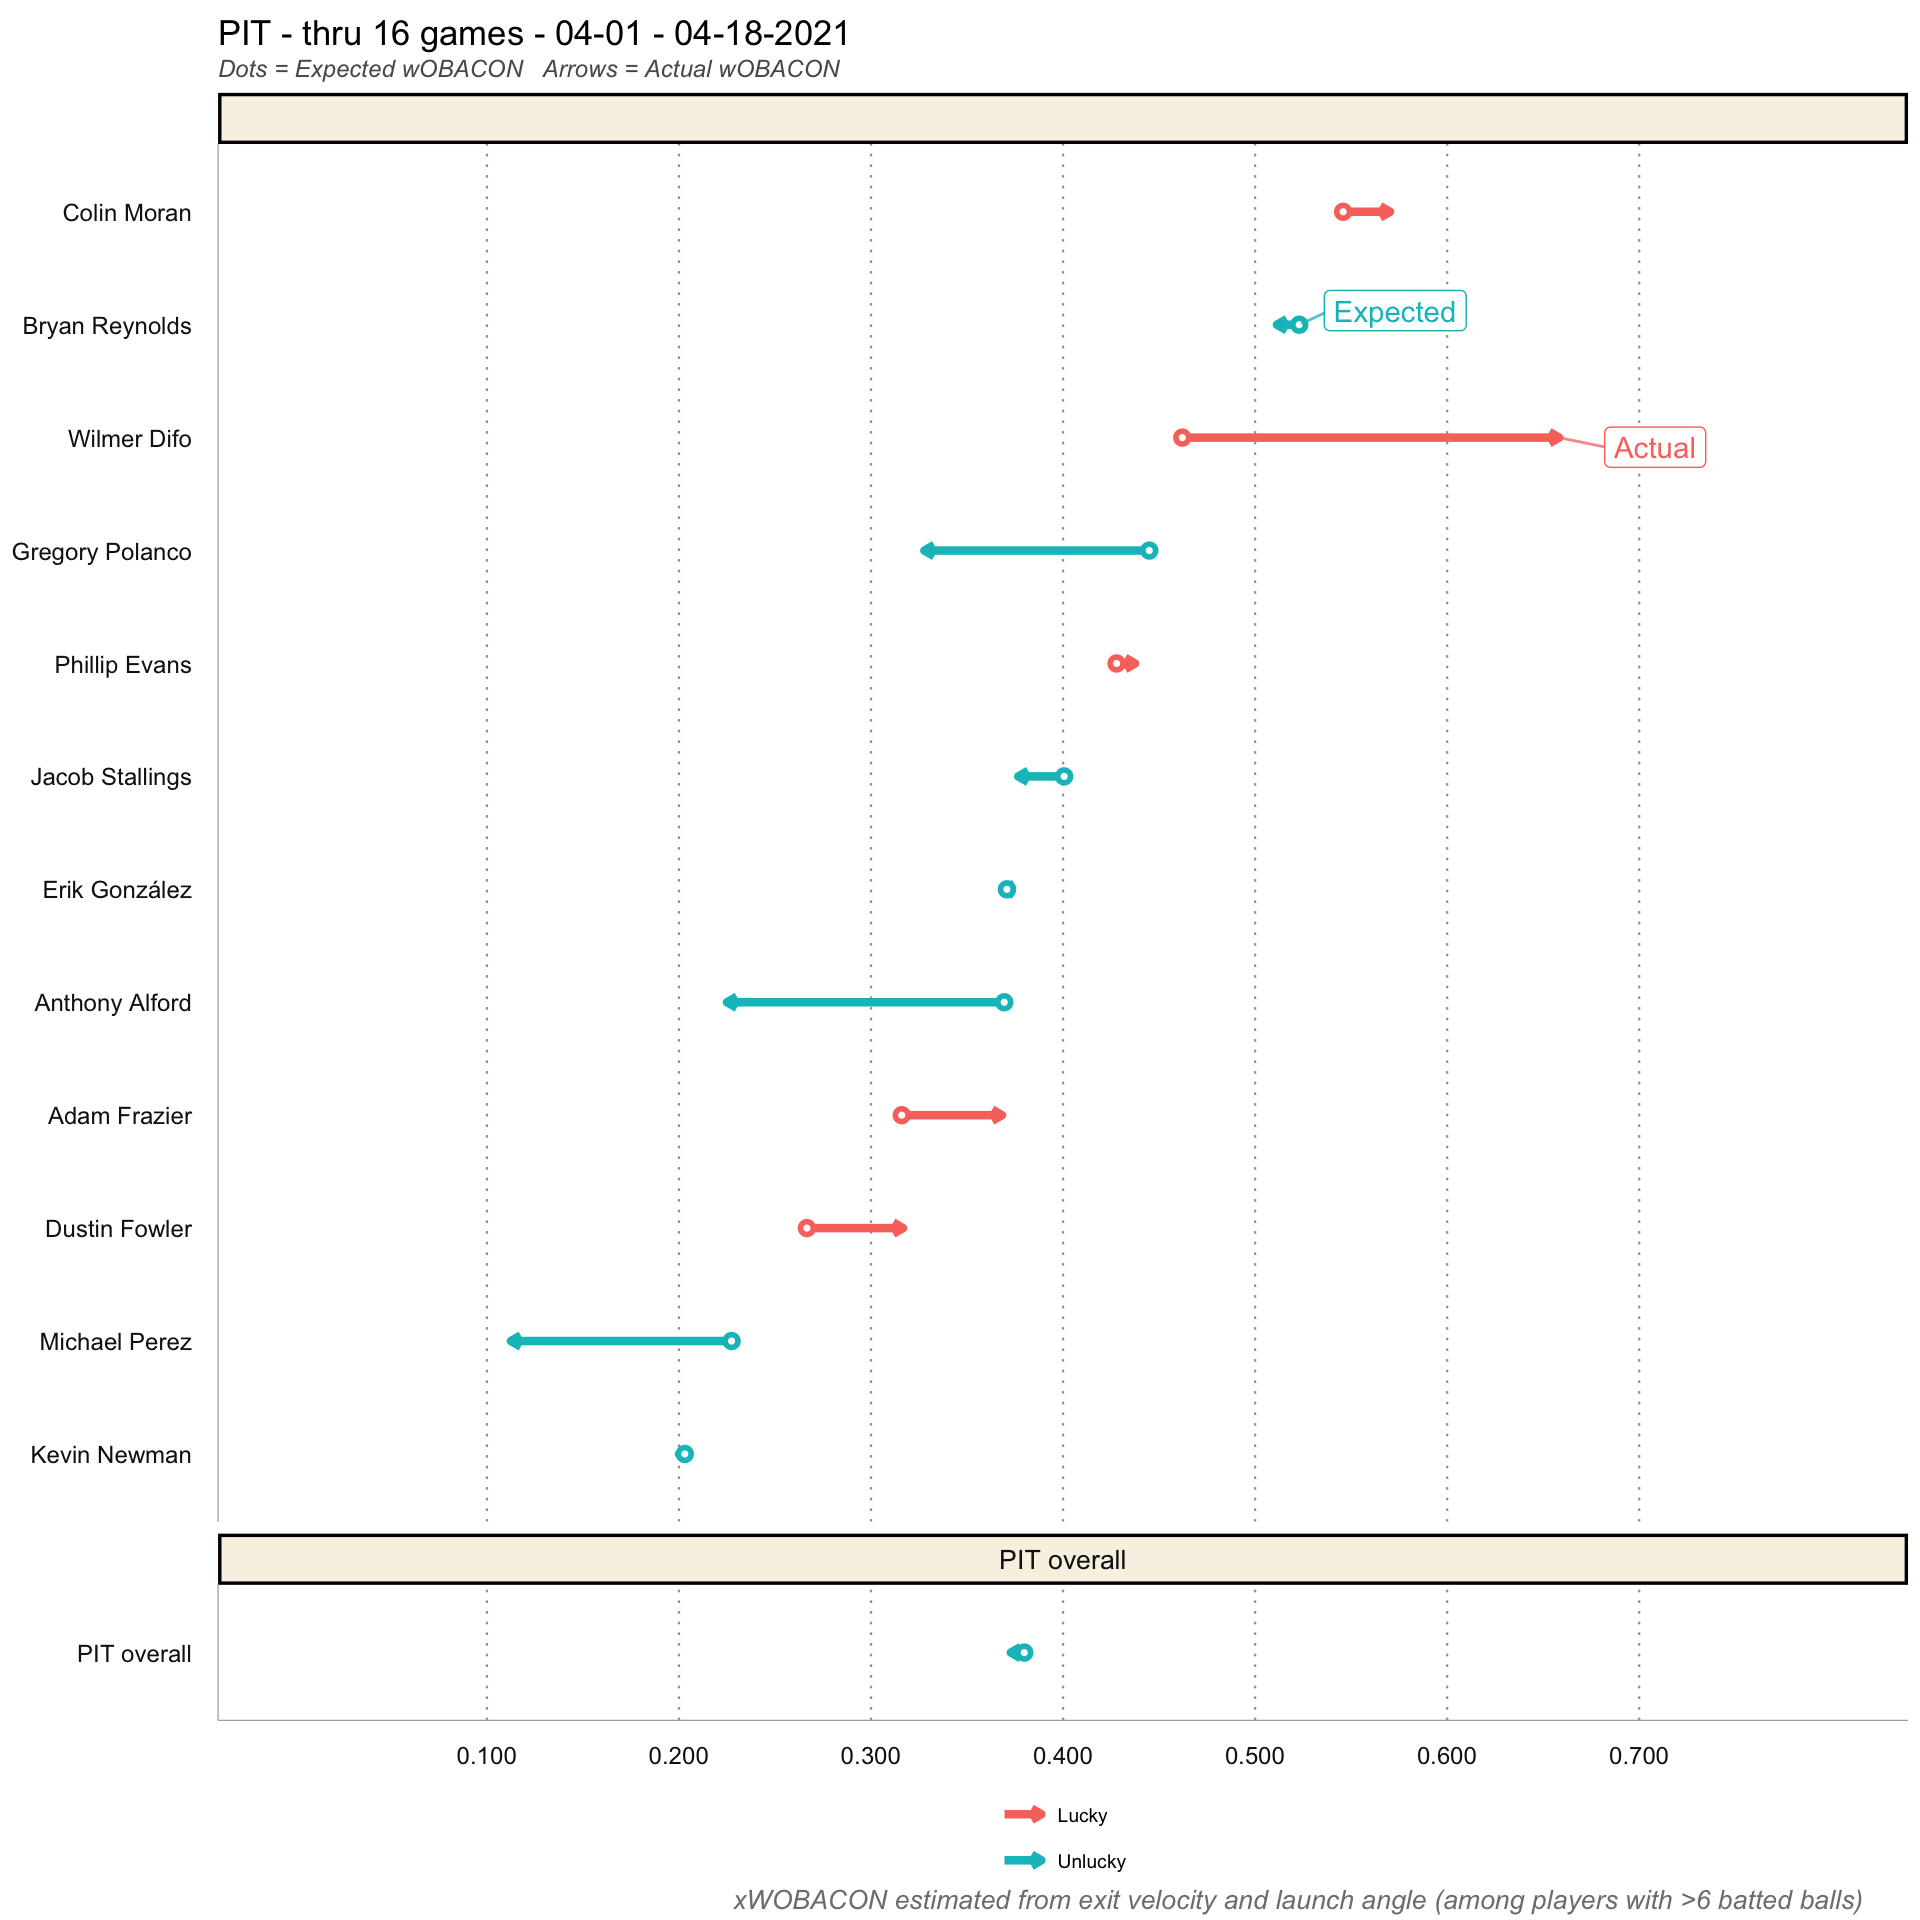 PIT - thru 16 games - 04-01 - 04-18-2021
Dots = Expected wOBACON   Arrows = Actual wOBACON
Colin Moran
Bryan Reynolds
Expected
Wilmer Difo
Actual
Gregory Polanco
Phillip Evans
Jacob Stallings
Erik González
Anthony Alford
Adam Frazier
Dustin Fowler
Michael Perez
Kevin Newman
PIT overall
PIT overall
0.100 0.200 0.300 0.400 0.500 0.600 0.700
Lucky
Unlucky
xWOBACON estimated from exit velocity and launch angle (among players with >6 batted balls)